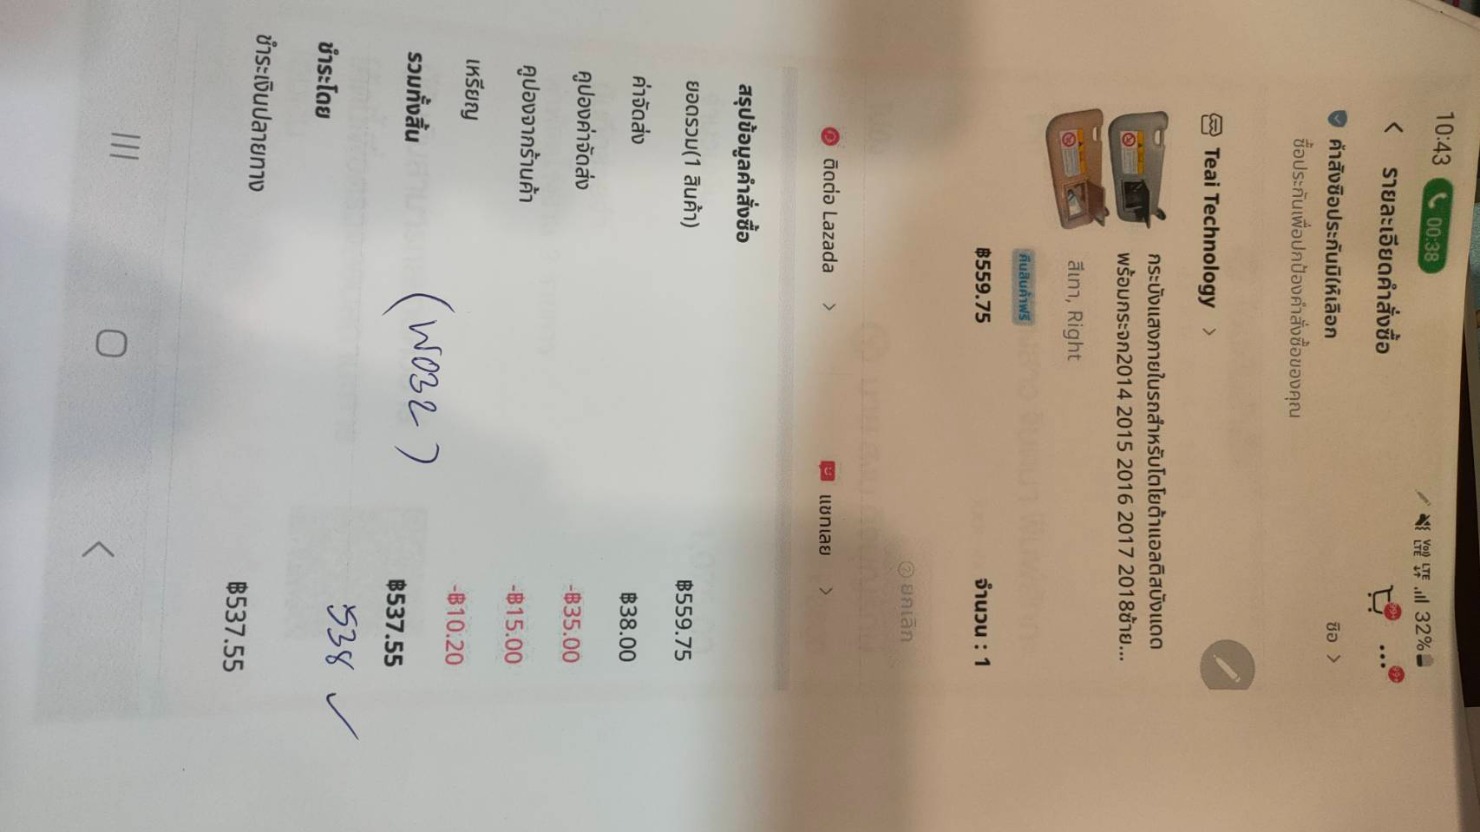 10:43 00:38 Vo)) LTE LTE 32%
รายละเอียดคำสั่งซื้อ
คำสั่งซื้อประกันมีให้เลือก
ซื้อประกันเพื่อปกป้องคำสั่งซื้อของคุณ
ซื้อ >
Teai Technology >
กระบังแสงภายในรถสำหรับโตโยต้าแอลติสบังแดด
พร้อมกระจก2014 2015 2016 2017 2018ซ้าย...
สีเทา, Right
คืนสินค้าฟรี
฿559.75 จำนวน : 1
ยกเลิก
ติดต่อ Lazada > แชทเลย >
สรุปข้อมูลคำสั่งซื้อ
ยอดรวม(1 สินค้า) ฿559.75
ค่าจัดส่ง ฿38.00
คูปองค่าจัดส่ง -฿35.00
คูปองจากร้านค้า -฿15.00
เหรียญ -฿10.20
รวมทั้งสิ้น ฿537.55
(W032)
ชำระโดย 538 ✓
ชำระเงินปลายทาง ฿537.55